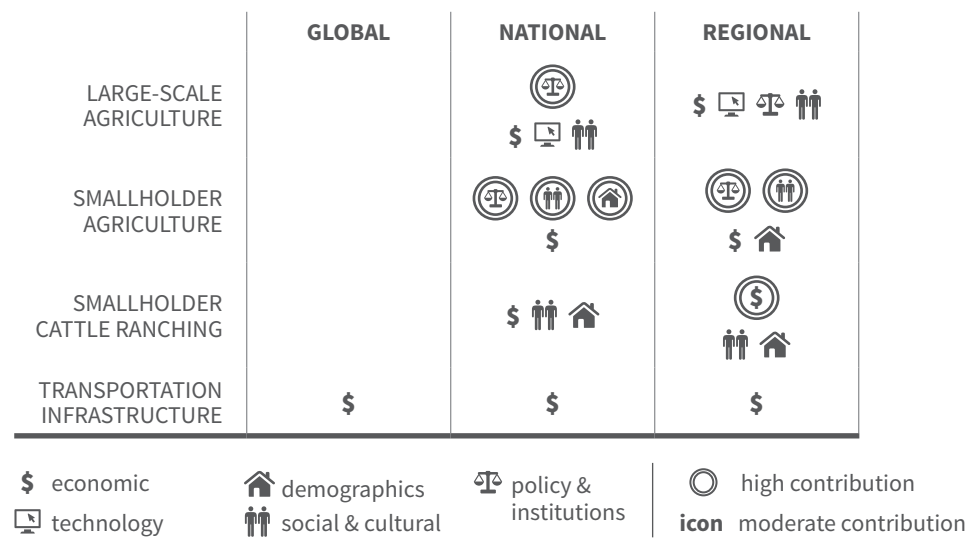 GLOBAL NATIONAL REGIONAL
LARGE-SCALE
AGRICULTURE
$ $
SMALLHOLDER
AGRICULTURE
$ $
SMALLHOLDER
CATTLE RANCHING
$ $
TRANSPORTATION
INFRASTRUCTURE
$ $ $
$ economic
technology
demographics
social & cultural
policy &
institutions
high contribution
icon moderate contribution